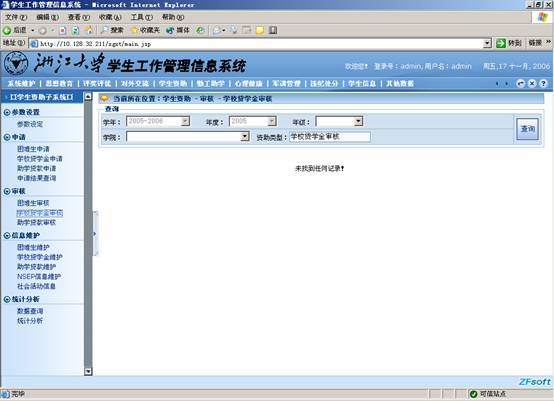 学生工作管理信息系统 - Microsoft Internet Explorer
文件(F) 编辑(E) 查看(V) 收藏(A) 工具(T) 帮助(H)
后退 搜索 收藏夹 媒体
地址(D) http://10.128.32.211/xgxt/main.jsp 转到 链接 »
浙江大学学生工作管理信息系统
欢迎您! 登录号:admin,用户名:admin 周五,17 十一月, 2006
系统维护 | 思想教育 | 评奖评优 | 对外交流 | 学生资助 | 勤工助学 | 心理健康 | 军训管理 | 违纪处分 | 学生信息 | 其他数据
学生资助子系统
当前所在位置:学生资助 - 审核 - 学校贷学金审核
参数设置
参数设定
申请
困难生申请
学校贷学金申请
助学贷款申请
申请结果查询
审核
困难生审核
学校贷学金审核
助学贷款审核
信息维护
困难生维护
学校贷学金维护
助学贷款维护
NSEP信息维护
社会活动信息
统计分析
数据查询
统计分析
查询
学年: 2005-2006 年度: 2005 年级:
学院: 资助类型: 学校贷学金审核
查询
未找到任何记录!
ZFsoft
完毕 可信站点